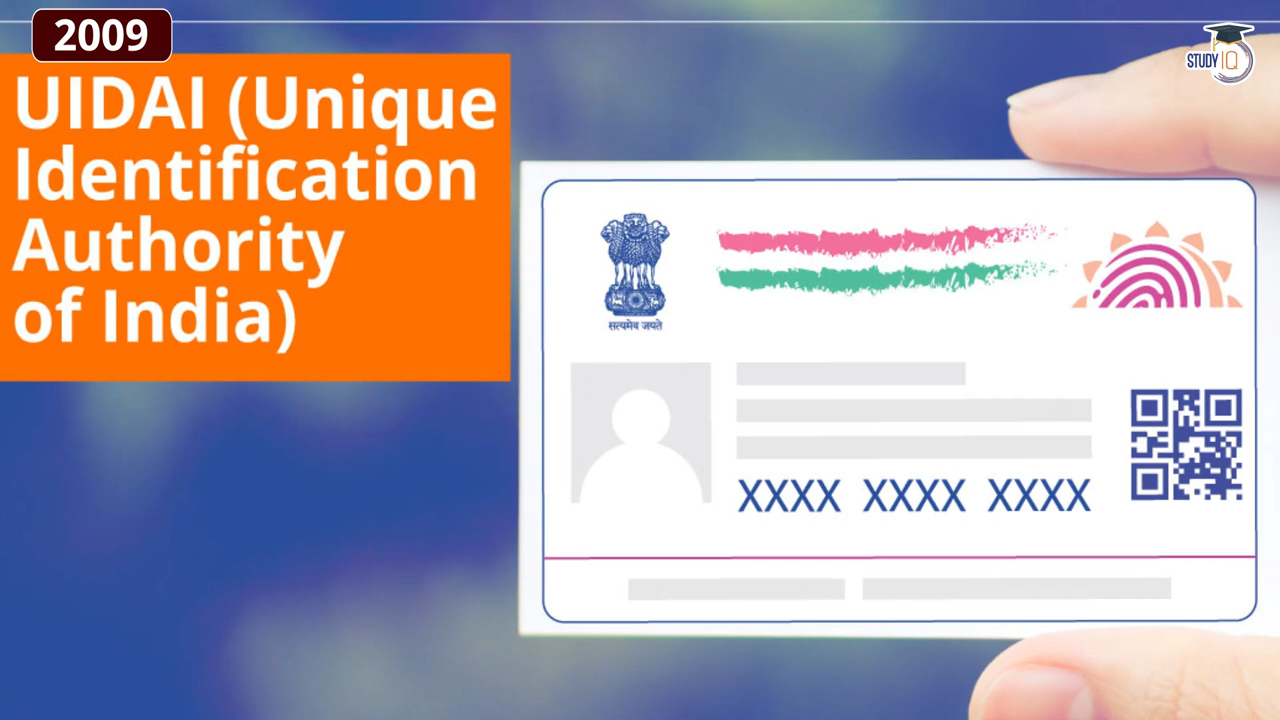 2009
STUDY IQ
UIDAI (Unique
Identification
Authority
of India)
सत्यमेव जयते
XXXX XXXX XXXX